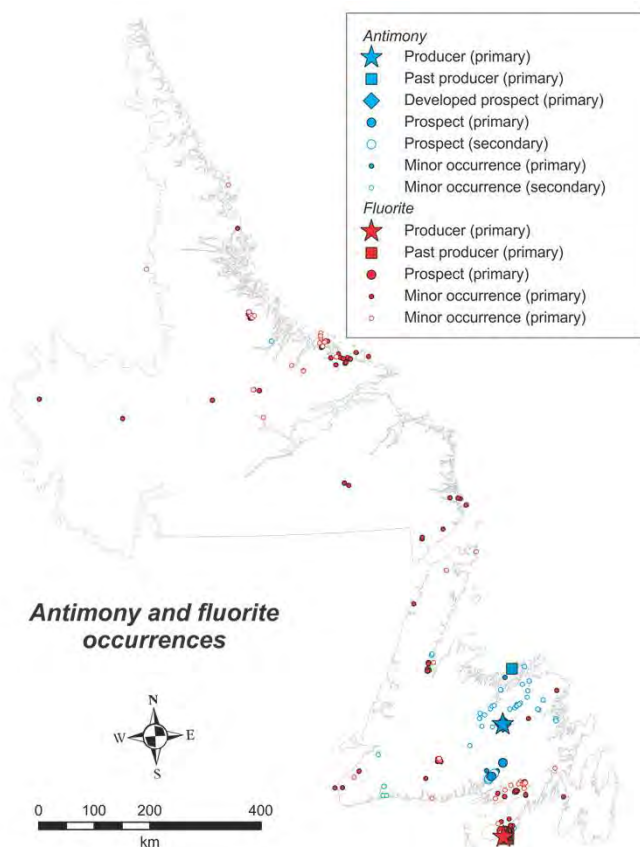 Antimony
Producer (primary)
Past producer (primary)
Developed prospect (primary)
Prospect (primary)
Prospect (secondary)
Minor occurrence (primary)
Minor occurrence (secondary)
Fluorite
Producer (primary)
Past producer (primary)
Prospect (primary)
Minor occurrence (primary)
Minor occurrence (primary)
Antimony and fluorite
occurrences
N
W E
S
0 100 200 400
km